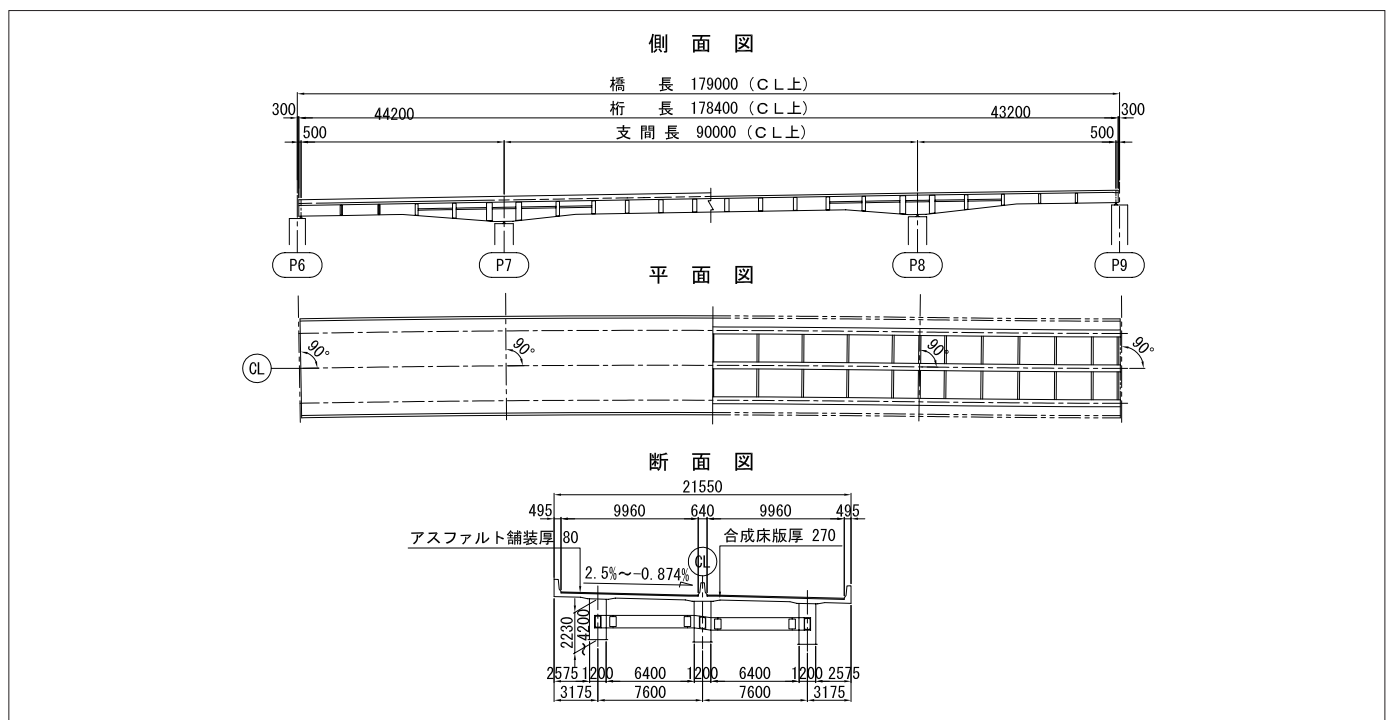 側 面 図
橋 長 179000 (ＣＬ上)
300 44200 桁 長 178400 (ＣＬ上) 43200 300
500 支 間 長 90000 (ＣＬ上) 500
P6 P7 P8 P9
平 面 図
90° 90° 90° 90°
CL
断 面 図
21550
495 9960 640 9960 495
アスファルト舗装厚 80 合成床版厚 270
CL
2.5%～-0.874%
2230
～4200
2575 1200 6400 1200 6400 1200 2575
3175 7600 7600 3175